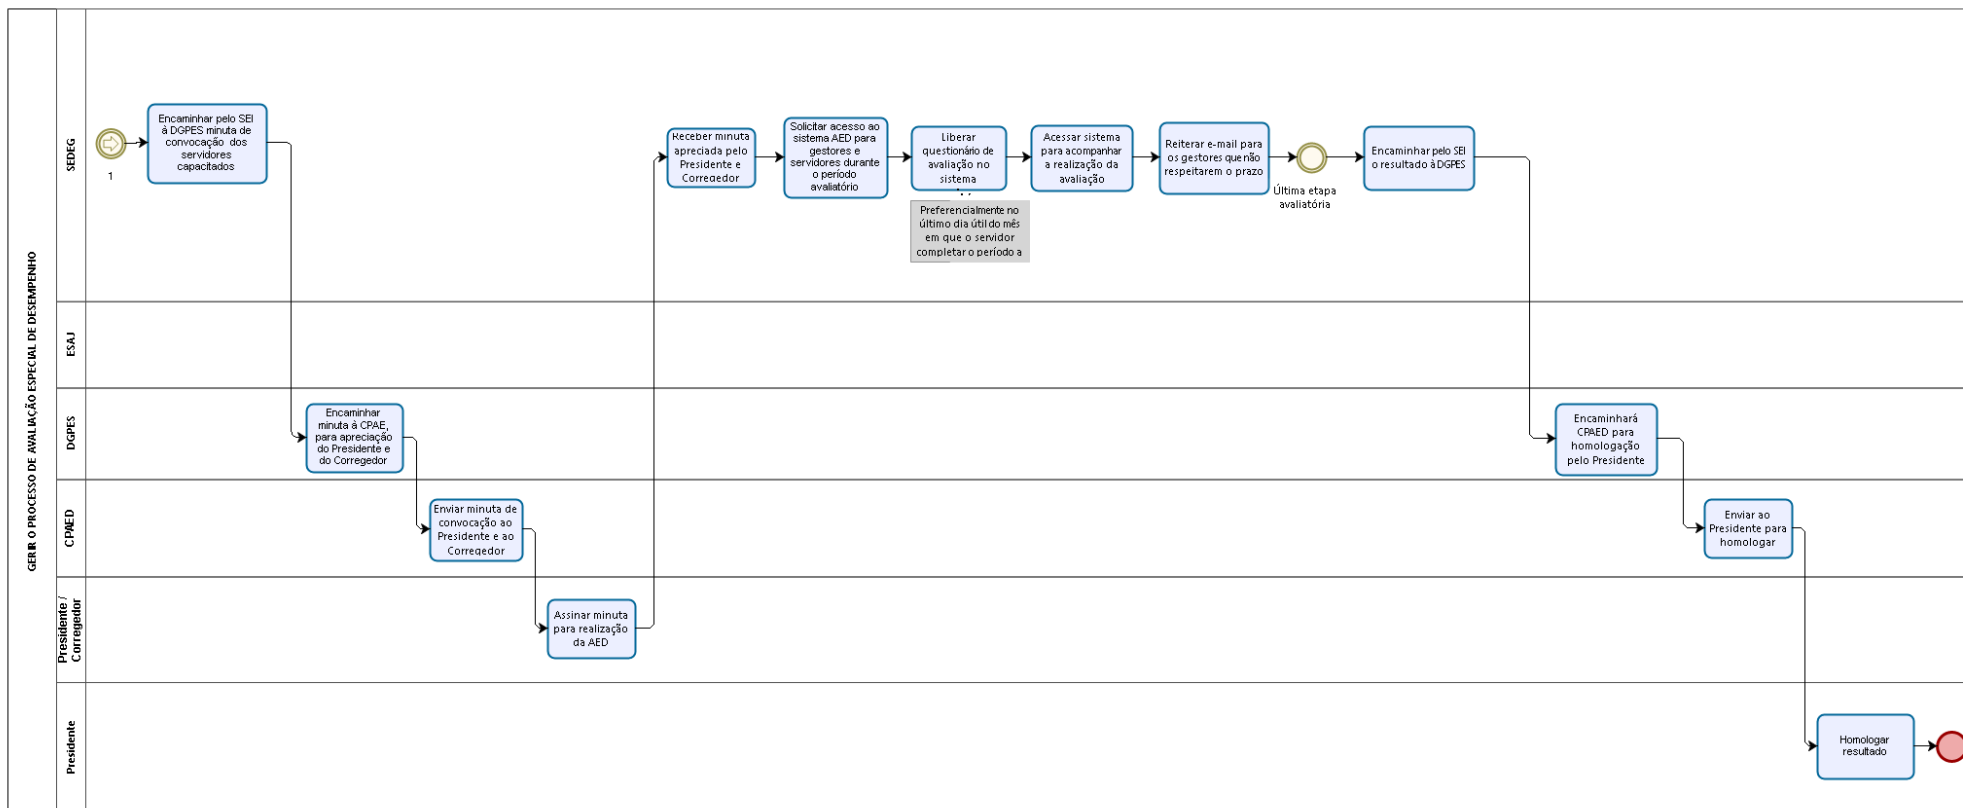 GERIR O PROCESSO DE AVALIAÇÃO ESPECIAL DE DESEMPENHO
SEDEG
1
Encaminhar pelo SEI
à DGPES minuta de
convocação dos
servidores
capacitados
Receber minuta
apreciada pelo
Presidente e
Corregedor
Solicitar acesso ao
sistema AED para
gestores e
servidores durante
o período
avaliatório
Liberar
questionário de
avaliação no
sistema
Preferencialmente no
último dia útil do mês
em que o servidor
completar o período a
Acessar sistema
para acompanhar
a realização da
avaliação
Reiterar e-mail para
os gestores que não
respeitarem o prazo
Última etapa
avaliatória
Encaminhar pelo SEI
o resultado à DGPES
ESAJ
DGPES
Encaminhar
minuta à CPAE,
para apreciação
do Presidente e
do Corregedor
Encaminhará
CPAED para
homologação
pelo Presidente
CPAED
Enviar minuta de
convocação ao
Presidente e ao
Corregedor
Enviar ao
Presidente para
homologar
Presidente /
Corregedor
Assinar minuta
para realização
da AED
Presidente
Homologar
resultado